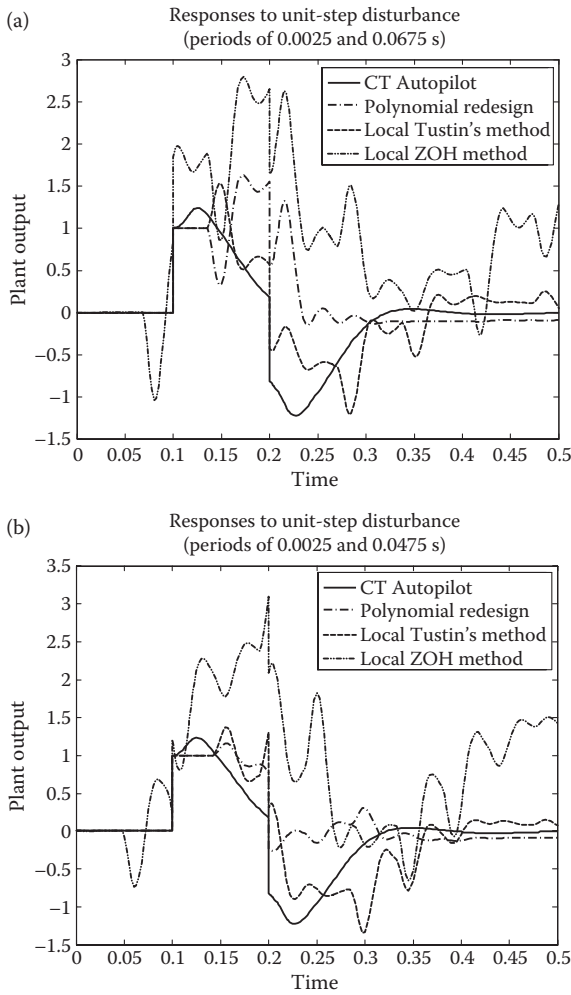 (a)
Responses to unit-step disturbance
(periods of 0.0025 and 0.0675 s)
3
2.5
2
1.5
1
0.5
0
−0.5
−1
−1.5
Plant output
CT Autopilot
Polynomial redesign
Local Tustin's method
Local ZOH method
0 0.05 0.1 0.15 0.2 0.25 0.3 0.35 0.4 0.45 0.5
Time
(b)
Responses to unit-step disturbance
(periods of 0.0025 and 0.0475 s)
3.5
3
2.5
2
1.5
1
0.5
0
−0.5
−1
−1.5
Plant output
CT Autopilot
Polynomial redesign
Local Tustin's method
Local ZOH method
0 0.05 0.1 0.15 0.2 0.25 0.3 0.35 0.4 0.45 0.5
Time